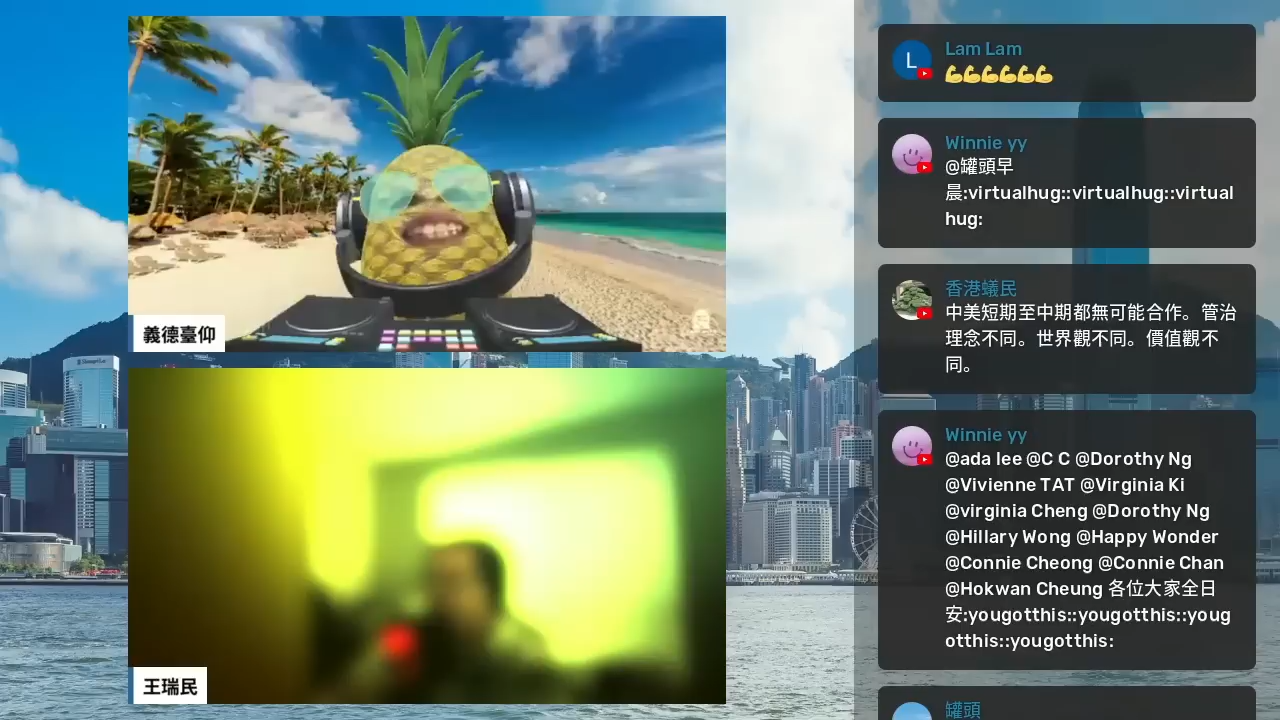 義德臺仰
王瑞民
L
Lam Lam
💪💪💪💪💪💪
Winnie yy
@罐頭早
晨:virtualhug::virtualhug::virtual
hug:
香港蟻民
中美短期至中期都無可能合作。管治
理念不同。世界觀不同。價值觀不
同。
Winnie yy
@ada lee @C C @Dorothy Ng
@Vivienne TAT @Virginia Ki
@virginia Cheng @Dorothy Ng
@Hillary Wong @Happy Wonder
@Connie Cheong @Connie Chan
@Hokwan Cheung 各位大家全日
安:yougotthis::yougotthis::youg
otthis::yougotthis:
罐頭